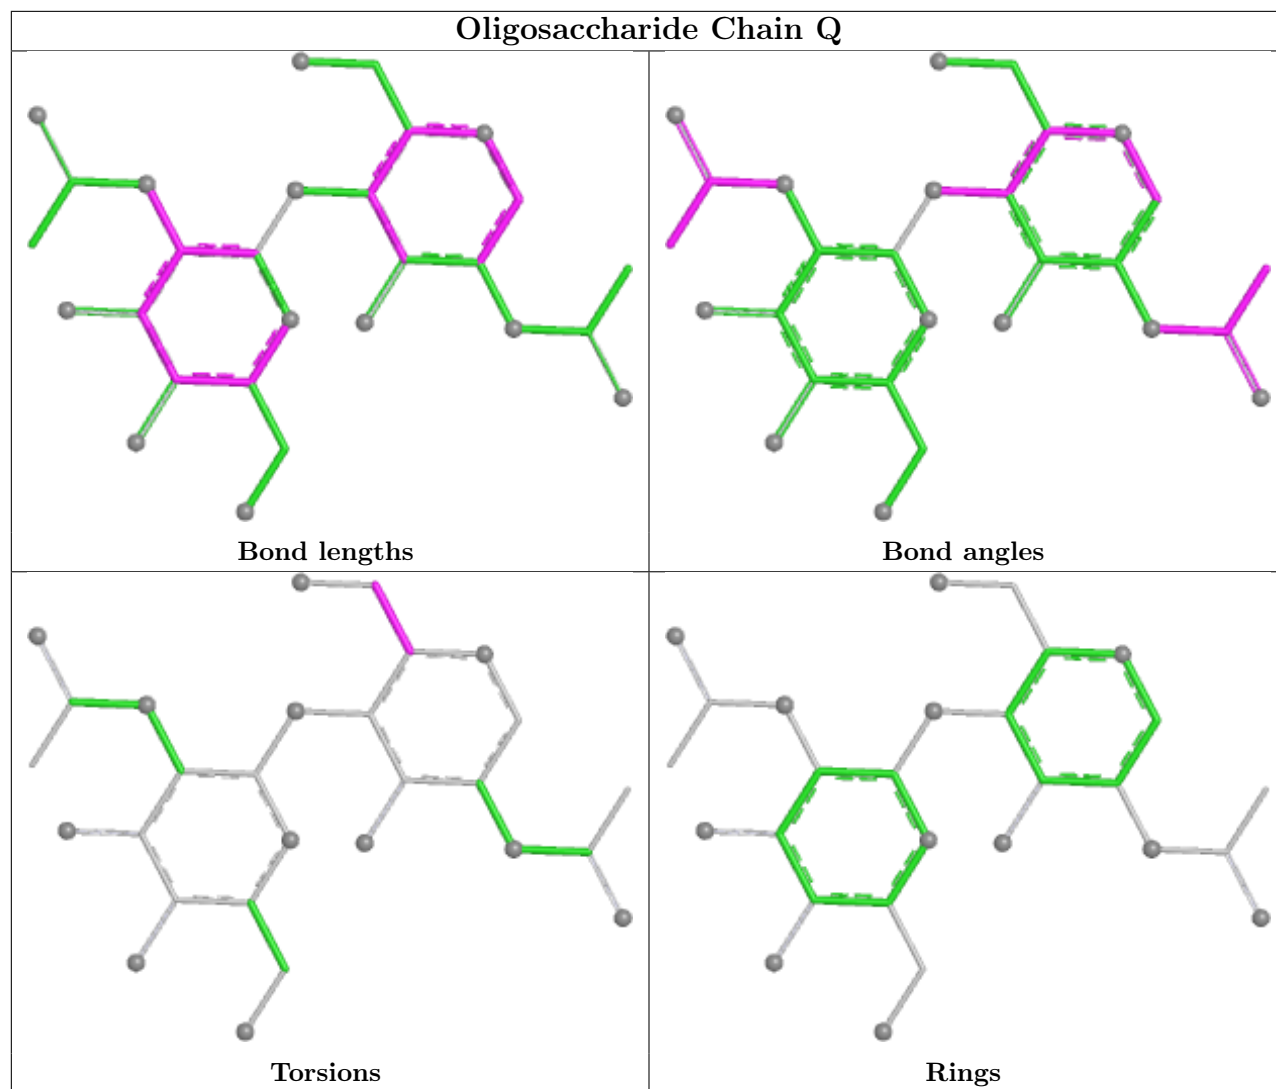 Oligosaccharide Chain Q
Bond lengths
Bond angles
Torsions
Rings